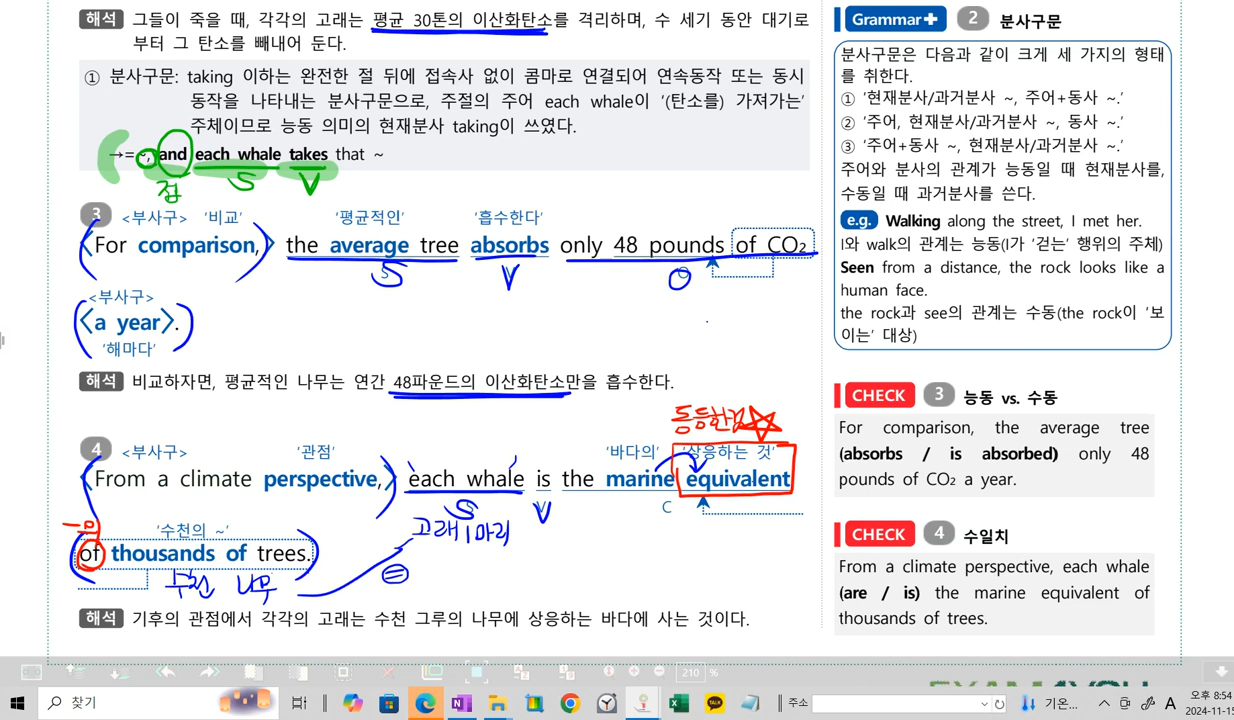 해석 그들이 죽을 때, 각각의 고래는 평균 30톤의 이산화탄소를 격리하며, 수 세기 동안 대기로
부터 그 탄소를 빼내어 둔다.
① 분사구문: taking 이하는 완전한 절 뒤에 접속사 없이 콤마로 연결되어 연속동작 또는 동시
동작을 나타내는 분사구문으로, 주절의 주어 each whale이 '(탄소를) 가져가는'
주체이므로 능동 의미의 현재분사 taking이 쓰였다.
→= ~, and each whale takes that ~
접 S V
3 <부사구> '비교' '평균적인' '흡수한다'
〈For comparison,〉 the average tree absorbs only 48 pounds of CO₂
S V O
<부사구>
〈a year〉.
'해마다'
해석 비교하자면, 평균적인 나무는 연간 48파운드의 이산화탄소만을 흡수한다.
동등한것
4 <부사구> '관점' '바다의' '상응하는 것'
〈From a climate perspective,〉 each whale is the marine equivalent
S V C
고래 1마리
'수천의 ~'
of thousands of trees.
수천 나무 =
해석 기후의 관점에서 각각의 고래는 수천 그루의 나무에 상응하는 바다에 사는 것이다.
Grammar+ 2 분사구문
분사구문은 다음과 같이 크게 세 가지의 형태
를 취한다.
① '현재분사/과거분사 ~, 주어+동사 ~.'
② '주어, 현재분사/과거분사 ~, 동사 ~.'
③ '주어+동사 ~, 현재분사/과거분사 ~.'
주어와 분사의 관계가 능동일 때 현재분사를,
수동일 때 과거분사를 쓴다.
e.g. Walking along the street, I met her.
I와 walk의 관계는 능동(I가 '걷는' 행위의 주체)
Seen from a distance, the rock looks like a
human face.
the rock과 see의 관계는 수동(the rock이 '보
이는' 대상)
CHECK 3 능동 vs. 수동
For comparison, the average tree
(absorbs / is absorbed) only 48
pounds of CO₂ a year.
CHECK 4 수일치
From a climate perspective, each whale
(are / is) the marine equivalent of
thousands of trees.
210 %
찾기
주소
기온...
A
오후 8:54
2024-11-15